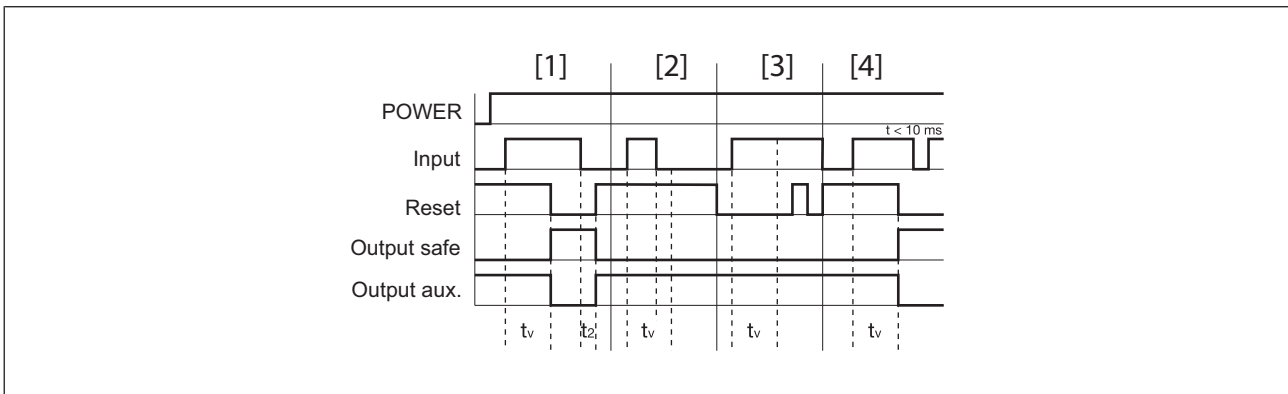 [1] [2] [3] [4]
POWER
t < 10 ms
Input
Reset
Output safe
Output aux.
tv t2 tv tv tv